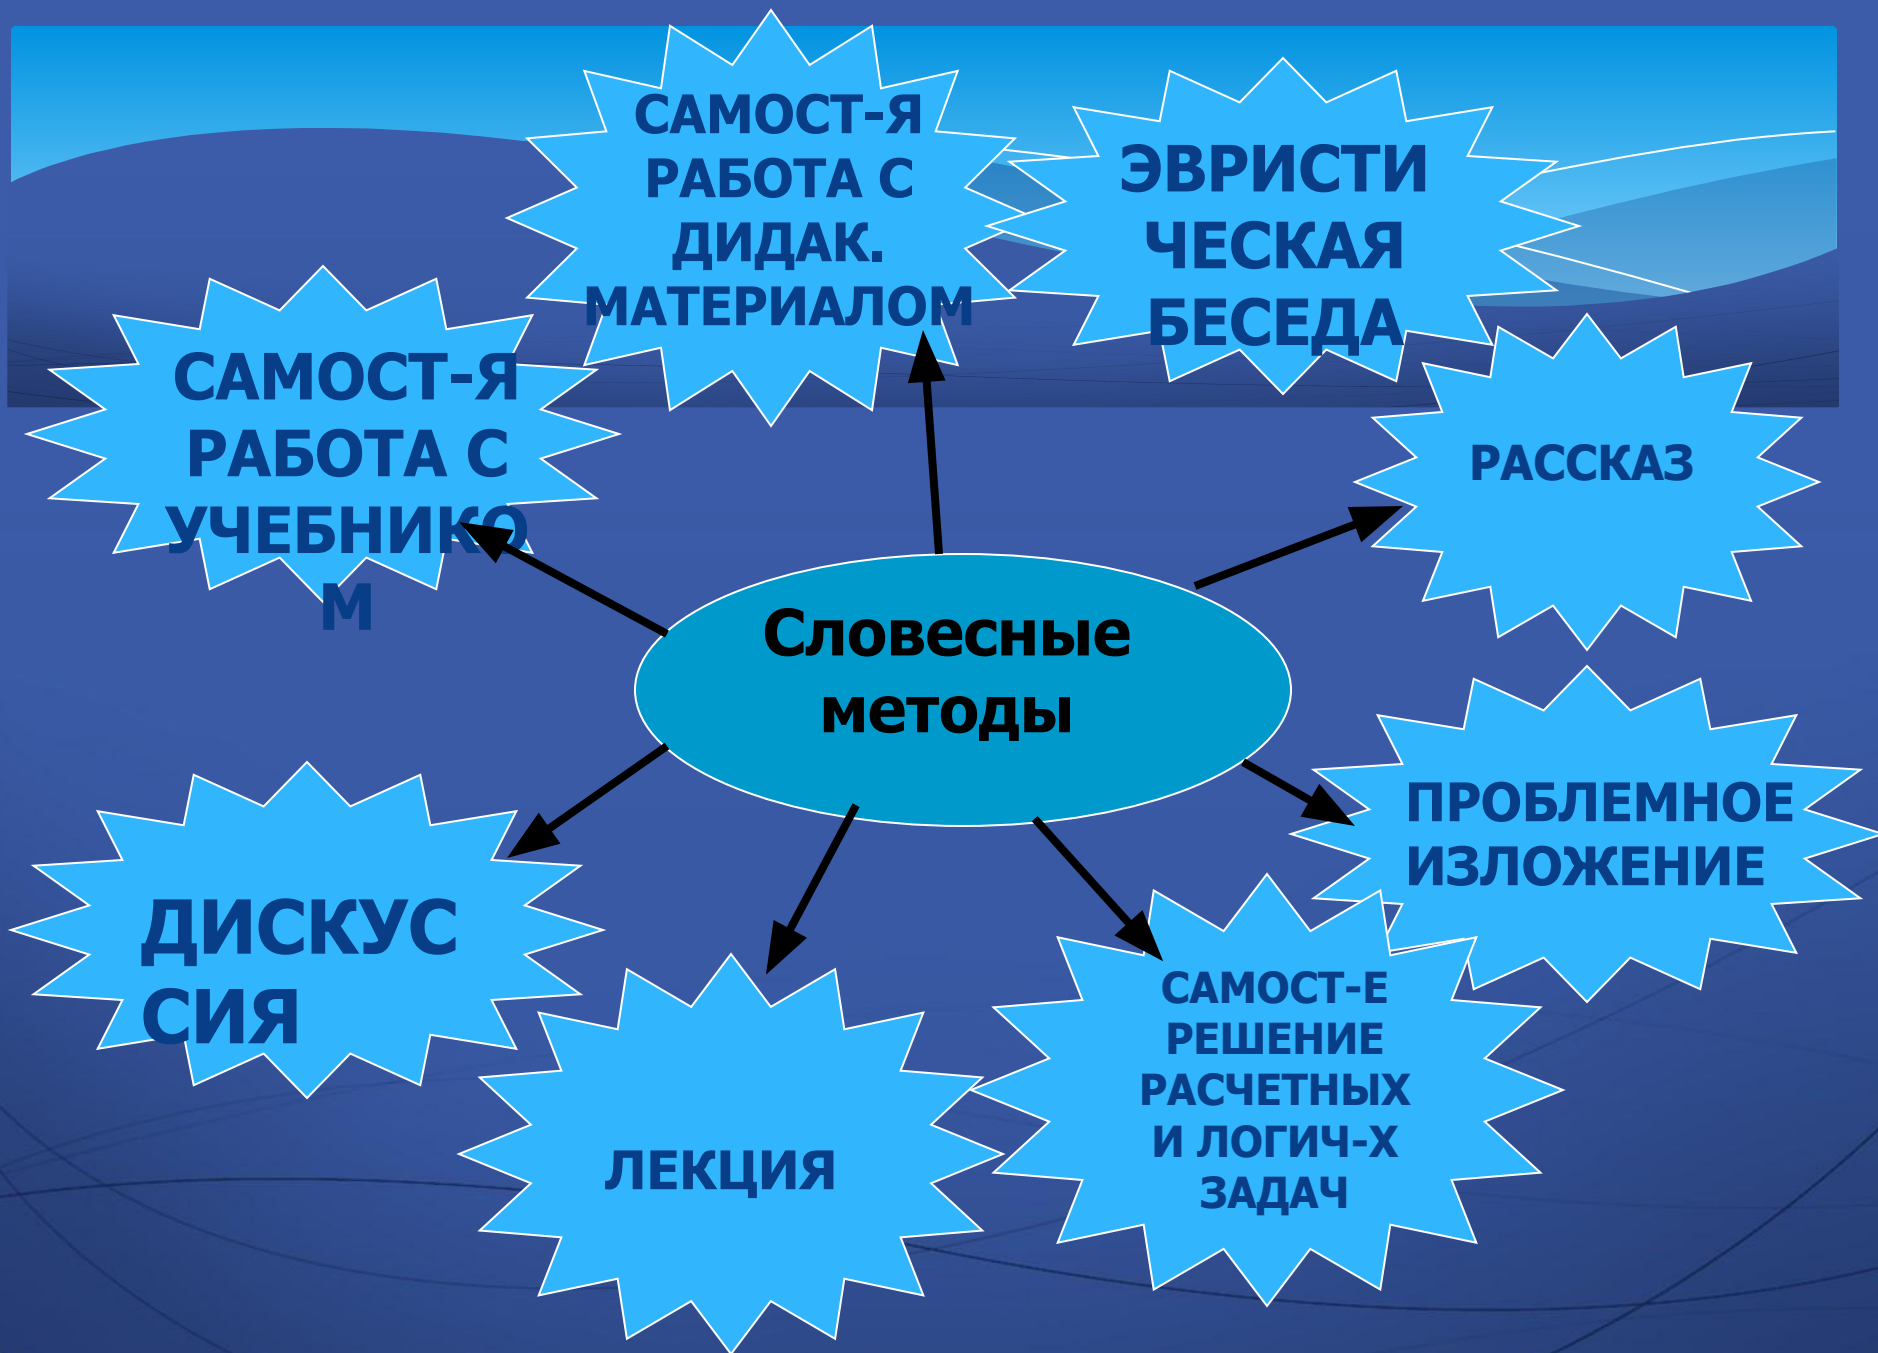 САМОСТ-Я
РАБОТА С
ДИДАК.
МАТЕРИАЛОМ
ЭВРИСТИ
ЧЕСКАЯ
БЕСЕДА
САМОСТ-Я
РАБОТА С
УЧЕБНИКО
М
РАССКАЗ
Словесные
методы
ПРОБЛЕМНОЕ
ИЗЛОЖЕНИЕ
ДИСКУС
СИЯ
ЛЕКЦИЯ
САМОСТ-Е
РЕШЕНИЕ
РАСЧЕТНЫХ
И ЛОГИЧ-Х
ЗАДАЧ